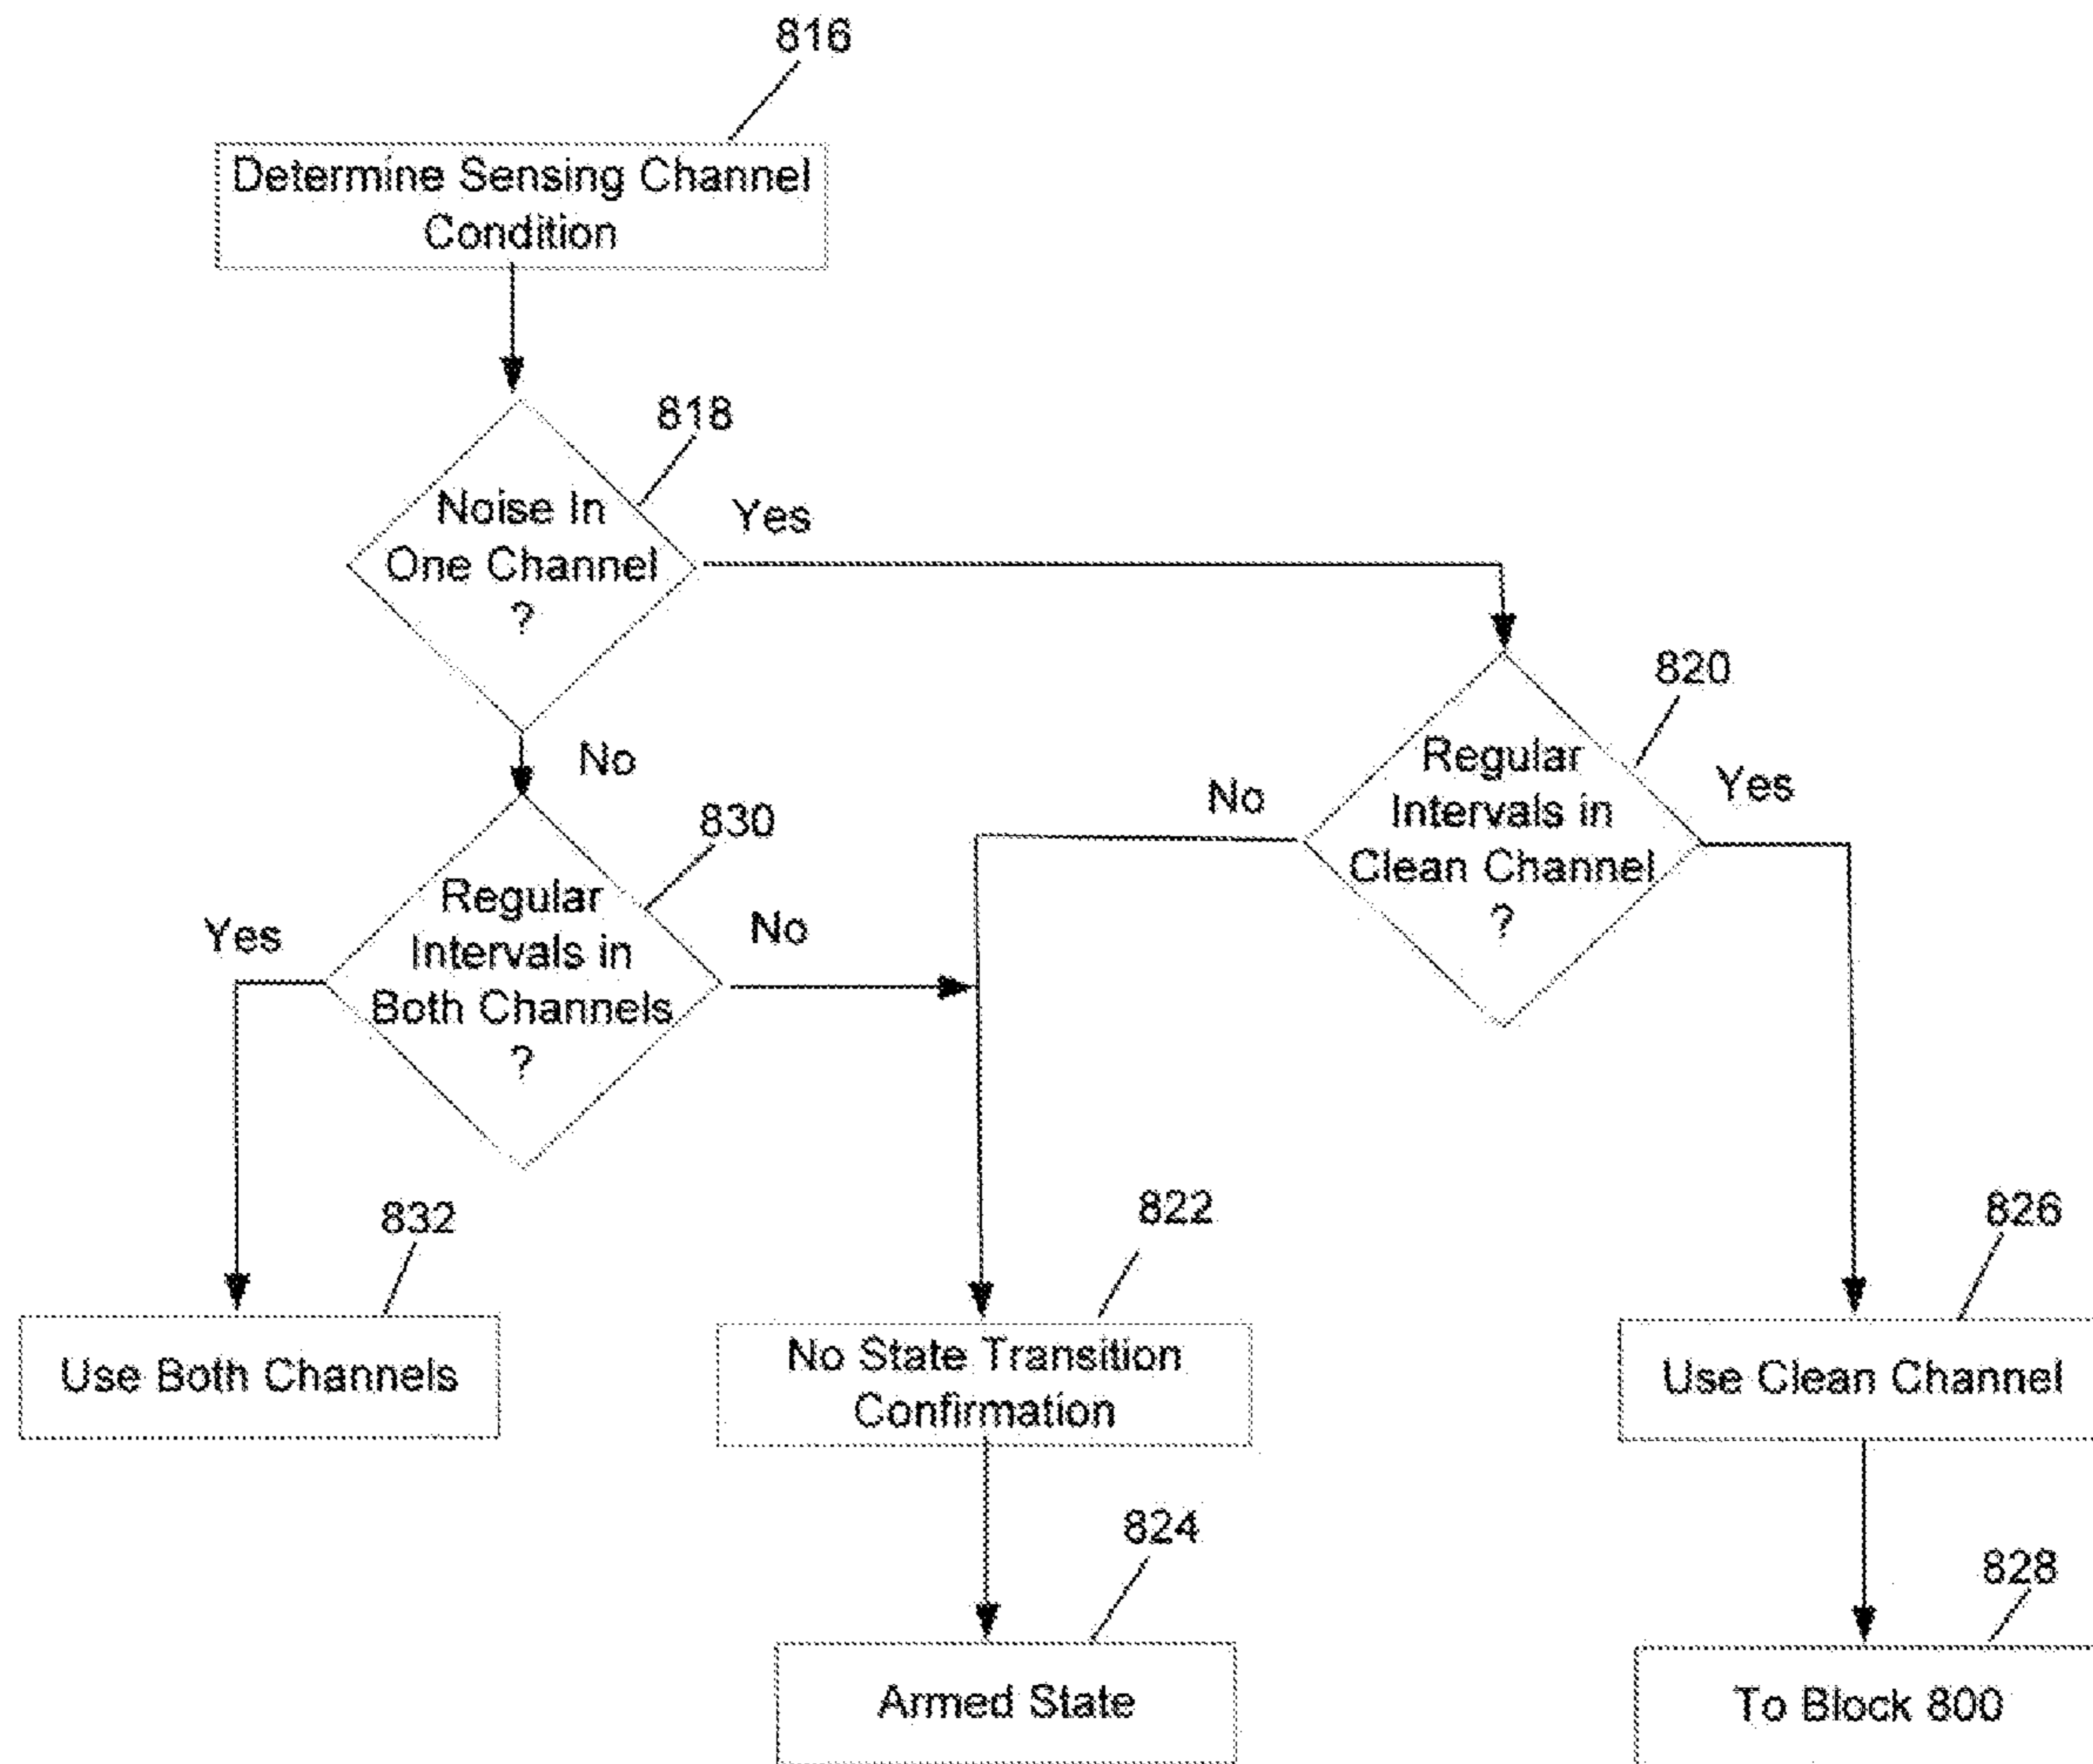 816
Determine Sensing Channel
Condition
818
Noise In
One Channel
?
Yes
No
820
Regular
Intervals in
Clean Channel
?
No
Yes
830
Regular
Intervals in
Both Channels
?
Yes
No
832
Use Both Channels
822
No State Transition
Confirmation
826
Use Clean Channel
824
Armed State
828
To Block 800